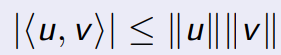 |⟨u, v⟩| ≤ ‖u‖‖v‖